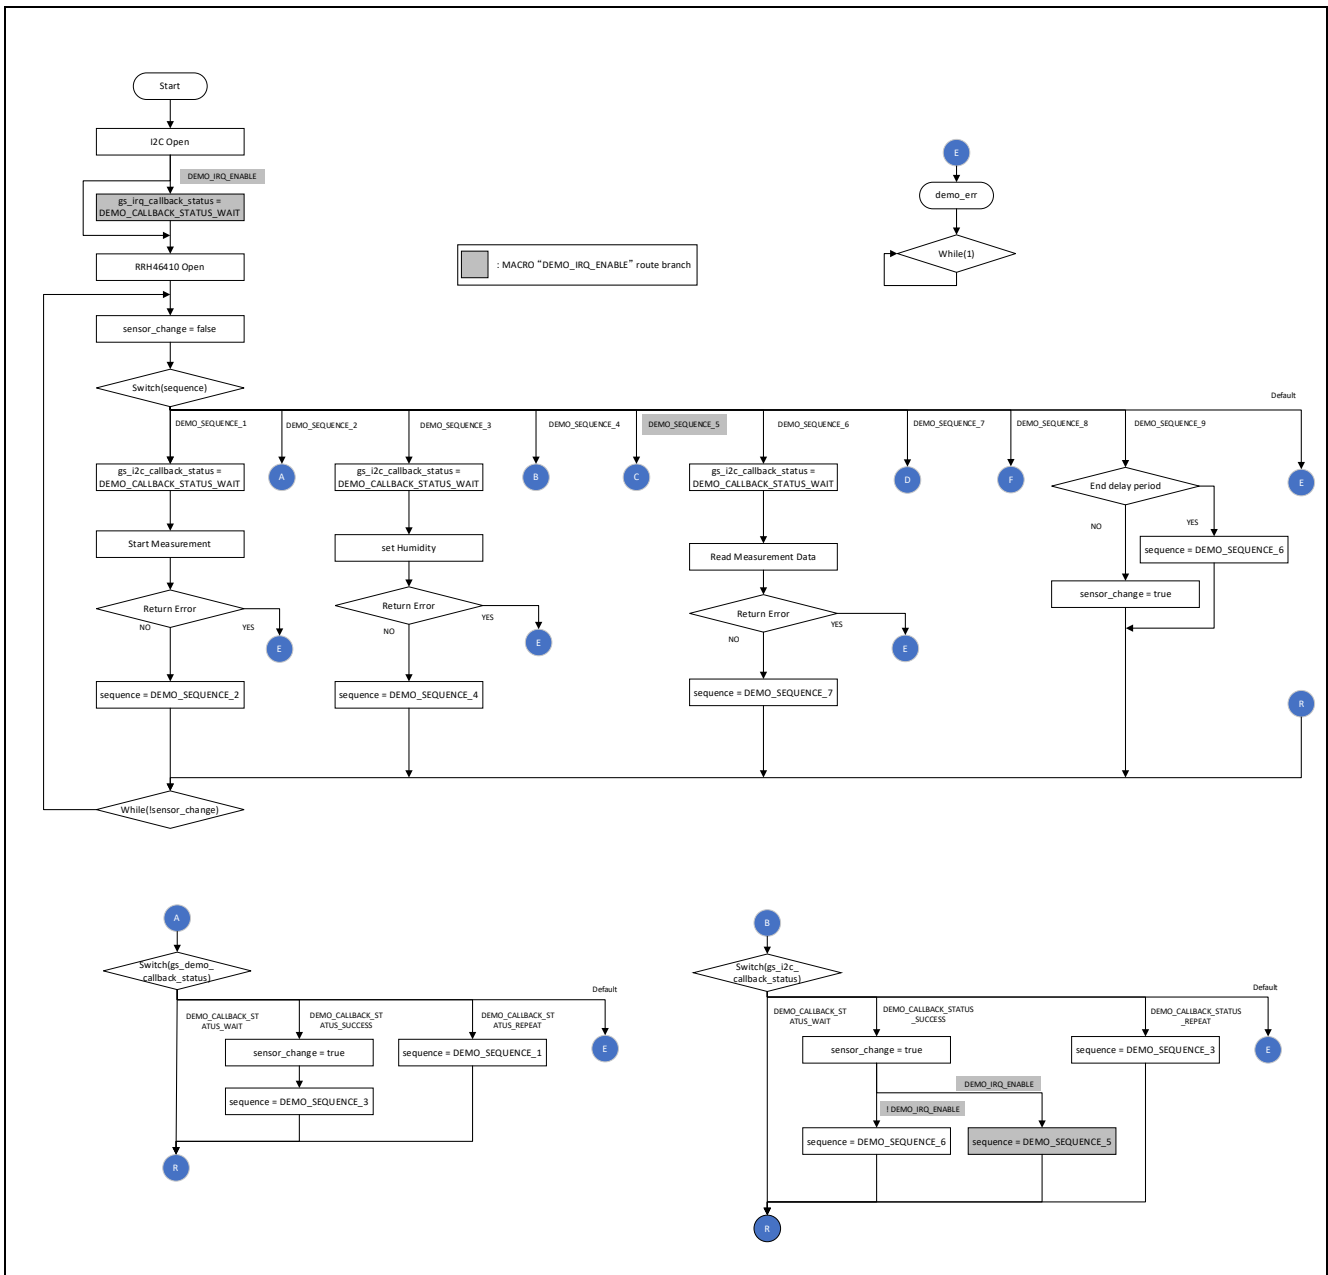 Start
I2C Open
DEMO_IRQ_ENABLE
gs_irq_callback_status =
DEMO_CALLBACK_STATUS_WAIT
RRH46410 Open
sensor_change = false
Switch(sequence)
: MACRO “DEMO_IRQ_ENABLE” route branch
E
demo_err
While(1)
Default
DEMO_SEQUENCE_1
DEMO_SEQUENCE_2
DEMO_SEQUENCE_3
DEMO_SEQUENCE_4
DEMO_SEQUENCE_5
DEMO_SEQUENCE_6
DEMO_SEQUENCE_7
DEMO_SEQUENCE_8
DEMO_SEQUENCE_9
gs_i2c_callback_status =
DEMO_CALLBACK_STATUS_WAIT
A
gs_i2c_callback_status =
DEMO_CALLBACK_STATUS_WAIT
B
C
gs_i2c_callback_status =
DEMO_CALLBACK_STATUS_WAIT
D
F
End delay period
E
NO
YES
Start Measurement
set Humidity
Read Measurement Data
sequence = DEMO_SEQUENCE_6
sensor_change = true
Return Error
NO
YES
E
Return Error
NO
YES
E
Return Error
NO
YES
E
sequence = DEMO_SEQUENCE_2
sequence = DEMO_SEQUENCE_4
sequence = DEMO_SEQUENCE_7
R
While(!sensor_change)
A
Switch(gs_demo_
callback_status)
Default
DEMO_CALLBACK_ST
ATUS_WAIT
DEMO_CALLBACK_ST
ATUS_SUCCESS
DEMO_CALLBACK_ST
ATUS_REPEAT
sensor_change = true
sequence = DEMO_SEQUENCE_1
E
sequence = DEMO_SEQUENCE_3
R
B
Switch(gs_i2c_
callback_status)
Default
DEMO_CALLBACK_ST
ATUS_WAIT
DEMO_CALLBACK_STATUS
_SUCCESS
DEMO_CALLBACK_STATUS
_REPEAT
sensor_change = true
sequence = DEMO_SEQUENCE_3
E
DEMO_IRQ_ENABLE
! DEMO_IRQ_ENABLE
sequence = DEMO_SEQUENCE_6
sequence = DEMO_SEQUENCE_5
R